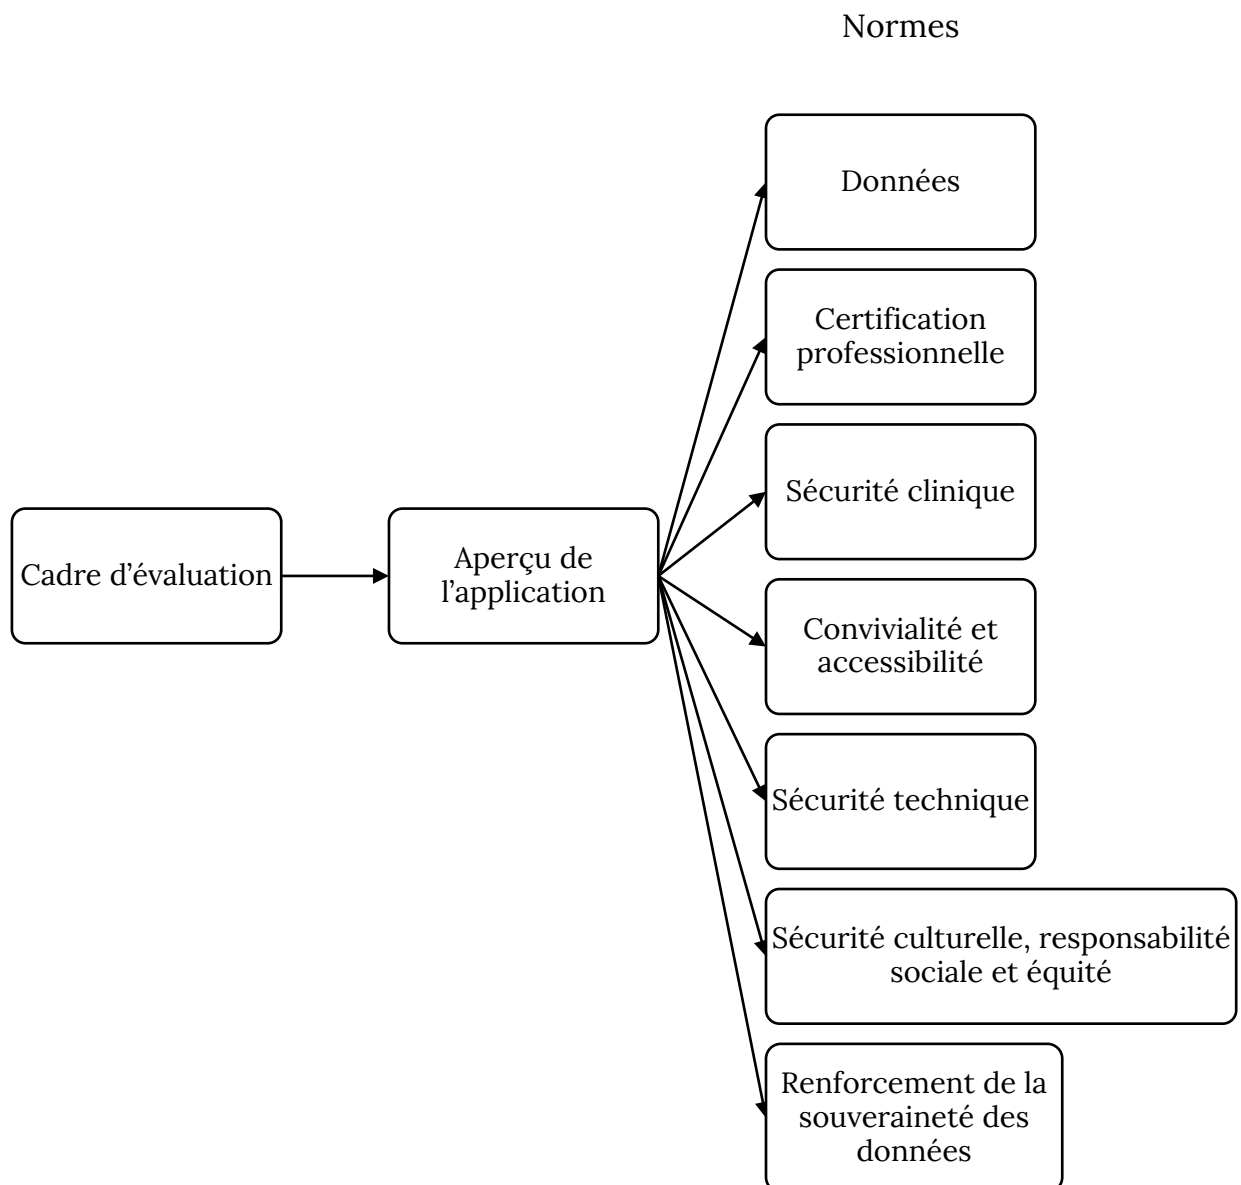 Normes
Données
Certification
professionnelle
Sécurité clinique
Cadre d’évaluation
Aperçu de
l’application
Convivialité et
accessibilité
Sécurité technique
Sécurité culturelle, responsabilité
sociale et équité
Renforcement de la
souveraineté des
données